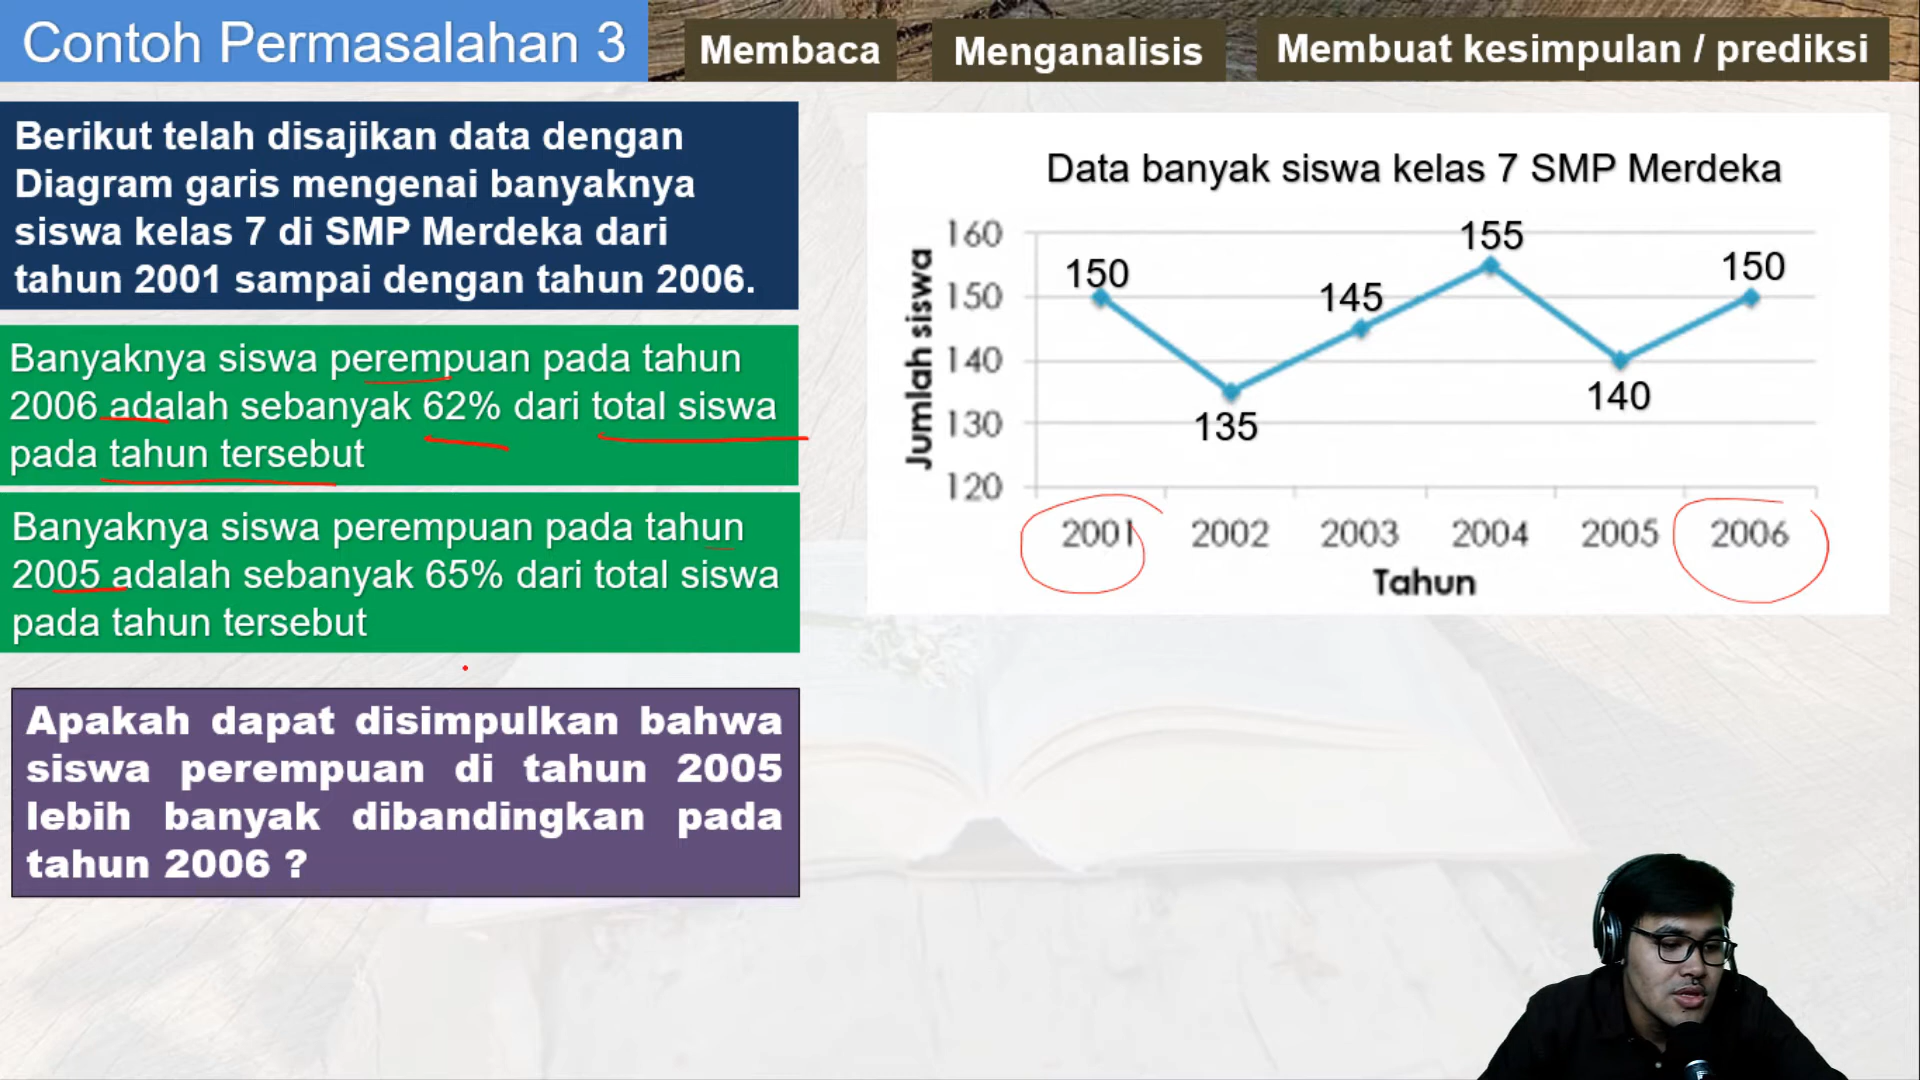 Contoh Permasalahan 3
Membaca
Menganalisis
Membuat kesimpulan / prediksi
Berikut telah disajikan data dengan
Diagram garis mengenai banyaknya
siswa kelas 7 di SMP Merdeka dari
tahun 2001 sampai dengan tahun 2006.
Banyaknya siswa perempuan pada tahun
2006 adalah sebanyak 62% dari total siswa
pada tahun tersebut
Banyaknya siswa perempuan pada tahun
2005 adalah sebanyak 65% dari total siswa
pada tahun tersebut
Apakah dapat disimpulkan bahwa
siswa perempuan di tahun 2005
lebih banyak dibandingkan pada
tahun 2006 ?
Data banyak siswa kelas 7 SMP Merdeka
Jumlah siswa
160
150
140
130
120
150
135
145
155
140
150
2001 2002 2003 2004 2005 2006
Tahun